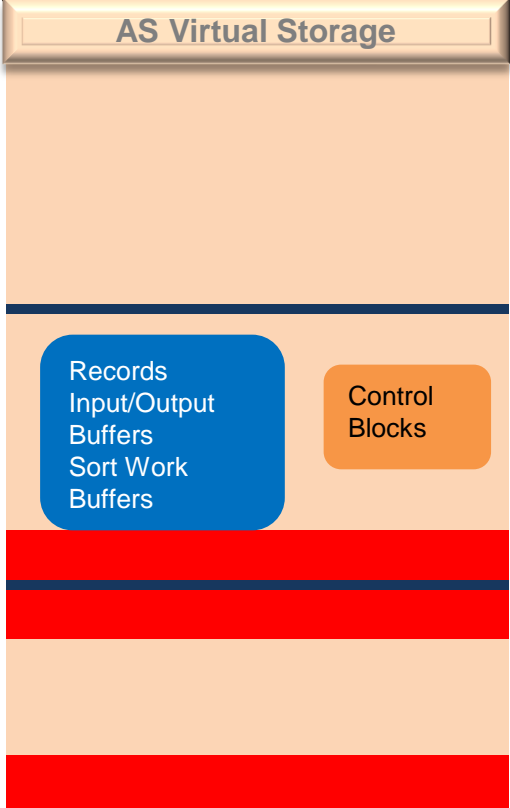 AS Virtual Storage
Records
Input/Output
Buffers
Sort Work
Buffers
Control
Blocks